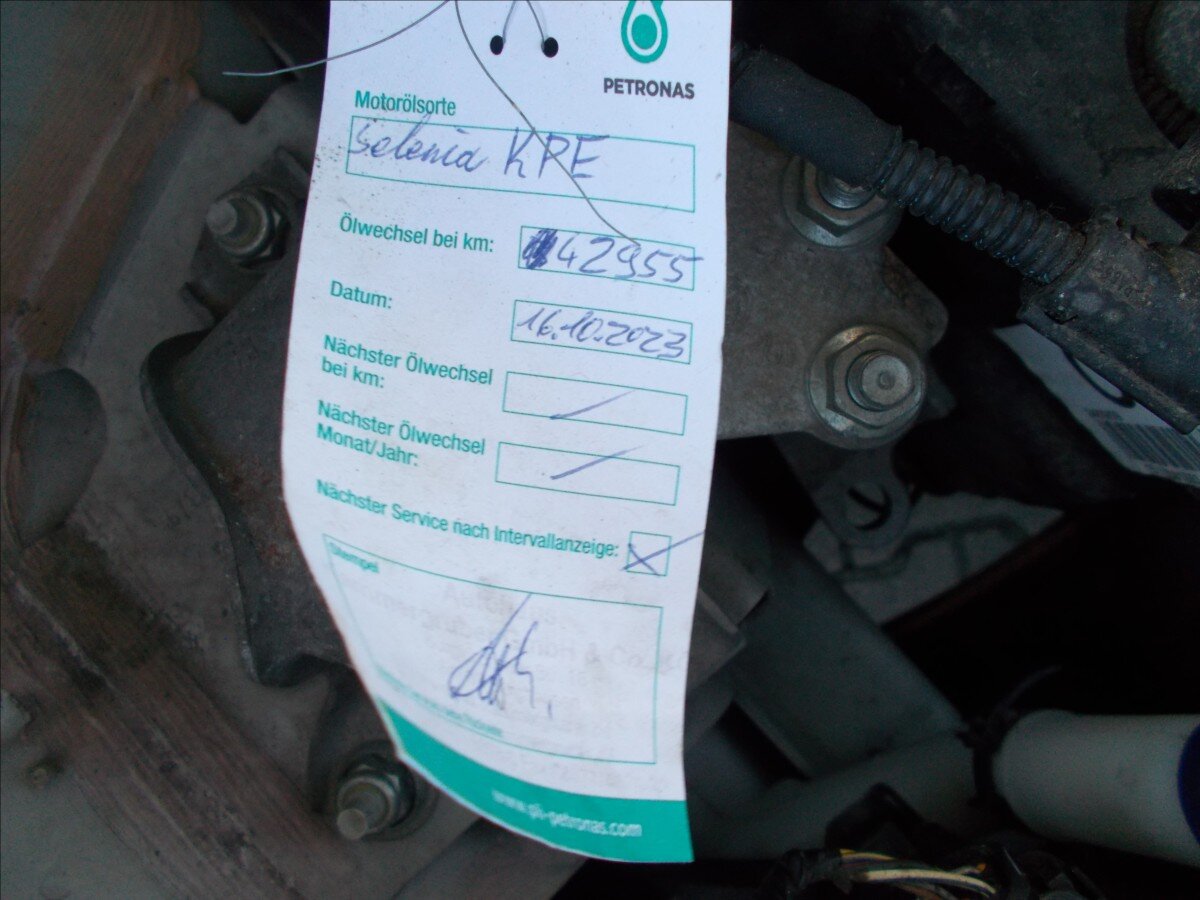 PETRONAS
Motorölsorte
Selenia KPE
Ölwechsel bei km:
42955
Datum:
16.10.2023
Nächster Ölwechsel
bei km:
Nächster Ölwechsel
Monat/Jahr:
Nächster Service nach Intervallanzeige:
Stempel
www.pli-petronas.com